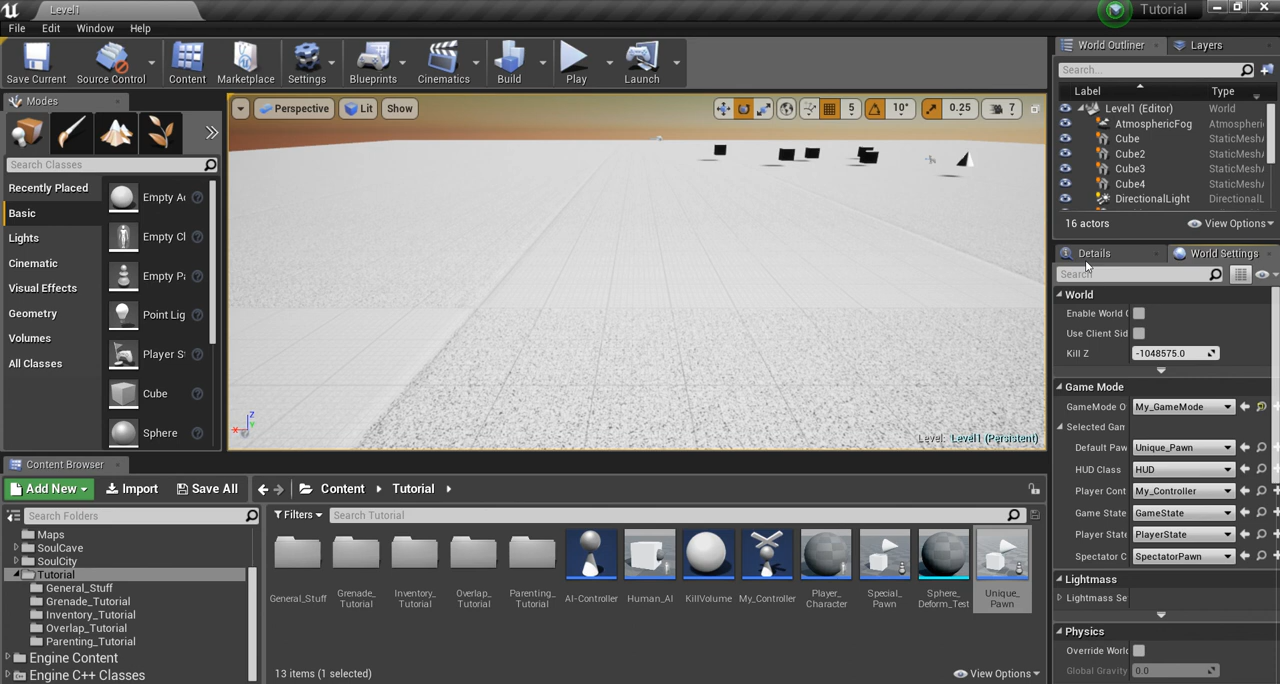 Level1
Tutorial
File Edit Window Help
Save Current Source Control Content Marketplace Settings Blueprints Cinematics Build Play Launch
Modes
Search Classes
Recently Placed
Basic
Lights
Cinematic
Visual Effects
Geometry
Volumes
All Classes
Empty A
Empty C
Empty P
Point Lig
Player S
Cube
Sphere
Perspective Lit Show
5 10° 0.25 7
X Z Y
Level: Level1 (Persistent)
World Outliner Layers
Search...
Label Type
Level1 (Editor) World
AtmosphericFog Atmospheri
Cube StaticMesh
Cube2 StaticMesh
Cube3 StaticMesh
Cube4 StaticMesh
DirectionalLight DirectionalL
16 actors View Options
Details World Settings
Search
World
Enable World
Use Client Sid
Kill Z -1048575.0
Game Mode
GameMode O My_GameMode
Selected Gam
Default Paw Unique_Pawn
HUD Class HUD
Player Cont My_Controller
Game State GameState
Player State PlayerState
Spectator C SpectatorPawn
Lightmass
Lightmass Se
Physics
Override World
Global Gravity 0.0
Content Browser
Add New Import Save All Content Tutorial
Search Folders
Filters Search Tutorial
Maps
SoulCave
SoulCity
Tutorial
General_Stuff
Grenade_Tutorial
Inventory_Tutorial
Overlap_Tutorial
Parenting_Tutorial
Engine Content
Engine C++ Classes
General_Stuff
Grenade_
Tutorial
Inventory_
Tutorial
Overlap_
Tutorial
Parenting_
Tutorial
AI-Controller
Human_AI
KillVolume
My_Controller
Player_
Character
Special_
Pawn
Sphere_
Deform_Test
Unique_
Pawn
13 items (1 selected) View Options